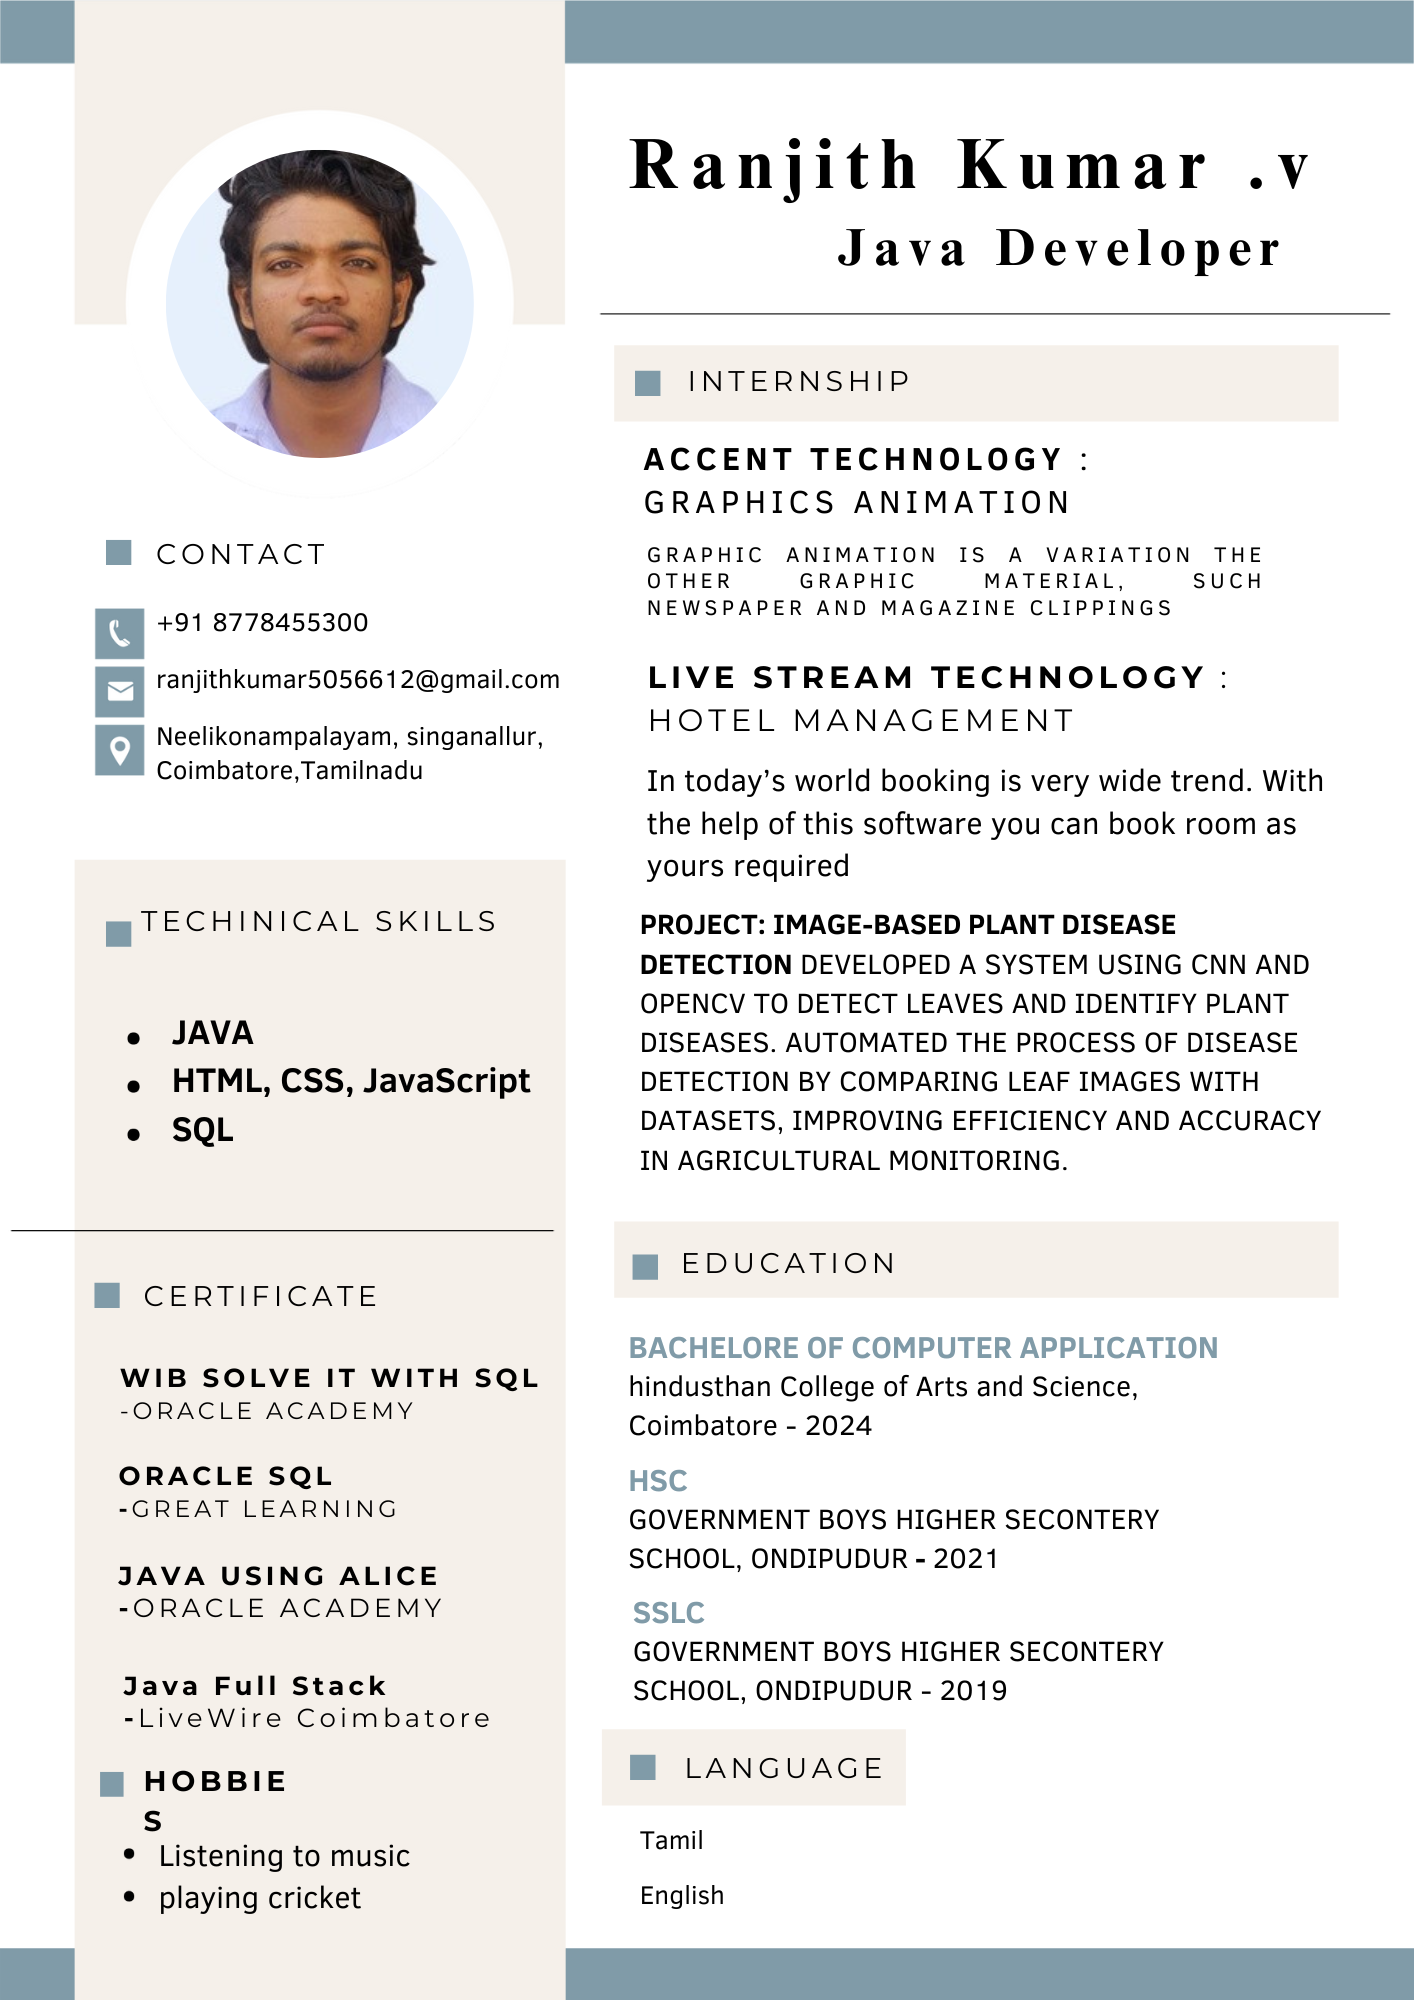 Ranjith Kumar .v
Java Developer
CONTACT
+91 8778455300
ranjithkumar5056612@gmail.com
Neelikonampalayam, singanallur,
Coimbatore,Tamilnadu
TECHINICAL SKILLS
• JAVA
• HTML, CSS, JavaScript
• SQL
CERTIFICATE
WIB SOLVE IT WITH SQL
-ORACLE ACADEMY
ORACLE SQL
-GREAT LEARNING
JAVA USING ALICE
-ORACLE ACADEMY
Java Full Stack
-LiveWire Coimbatore
HOBBIE
S
• Listening to music
• playing cricket
INTERNSHIP
ACCENT TECHNOLOGY :
GRAPHICS ANIMATION
GRAPHIC ANIMATION IS A VARIATION THE
OTHER GRAPHIC MATERIAL, SUCH
NEWSPAPER AND MAGAZINE CLIPPINGS
LIVE STREAM TECHNOLOGY :
HOTEL MANAGEMENT
In today’s world booking is very wide trend. With
the help of this software you can book room as
yours required
PROJECT: IMAGE-BASED PLANT DISEASE
DETECTION DEVELOPED A SYSTEM USING CNN AND
OPENCV TO DETECT LEAVES AND IDENTIFY PLANT
DISEASES. AUTOMATED THE PROCESS OF DISEASE
DETECTION BY COMPARING LEAF IMAGES WITH
DATASETS, IMPROVING EFFICIENCY AND ACCURACY
IN AGRICULTURAL MONITORING.
EDUCATION
BACHELORE OF COMPUTER APPLICATION
hindusthan College of Arts and Science,
Coimbatore - 2024
HSC
GOVERNMENT BOYS HIGHER SECONTERY
SCHOOL, ONDIPUDUR - 2021
SSLC
GOVERNMENT BOYS HIGHER SECONTERY
SCHOOL, ONDIPUDUR - 2019
LANGUAGE
Tamil
English